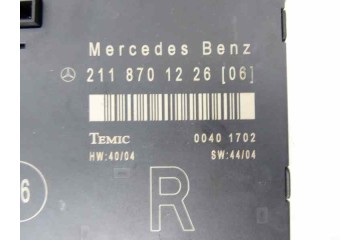 Mercedes Benz
211 870 12 26 [06]
TEMIC 0040 1702
HW:40/04 SW:44/04
6
R